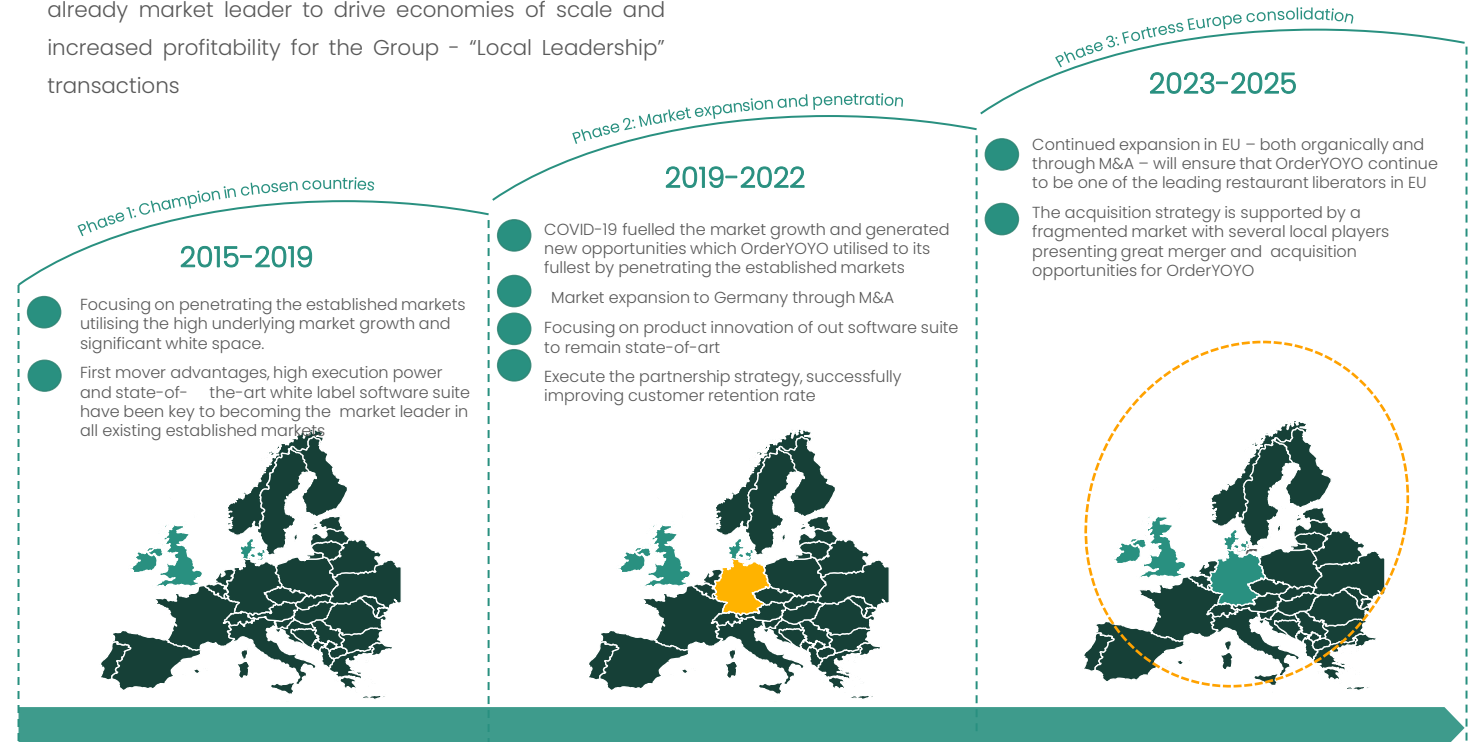 already market leader to drive economies of scale and
increased profitability for the Group - “Local Leadership”
transactions
Phase 1: Champion in chosen countries
2015-2019
Focusing on penetrating the established markets
utilising the high underlying market growth and
significant white space.
First mover advantages, high execution power
and state-of- the-art white label software suite
have been key to becoming the market leader in
all existing established markets
Phase 2: Market expansion and penetration
2019-2022
COVID-19 fuelled the market growth and generated
new opportunities which OrderYOYO utilised to its
fullest by penetrating the established markets
Market expansion to Germany through M&A
Focusing on product innovation of out software suite
to remain state-of-art
Execute the partnership strategy, successfully
improving customer retention rate
Phase 3: Fortress Europe consolidation
2023-2025
Continued expansion in EU – both organically and
through M&A – will ensure that OrderYOYO continue
to be one of the leading restaurant liberators in EU
The acquisition strategy is supported by a
fragmented market with several local players
presenting great merger and acquisition
opportunities for OrderYOYO